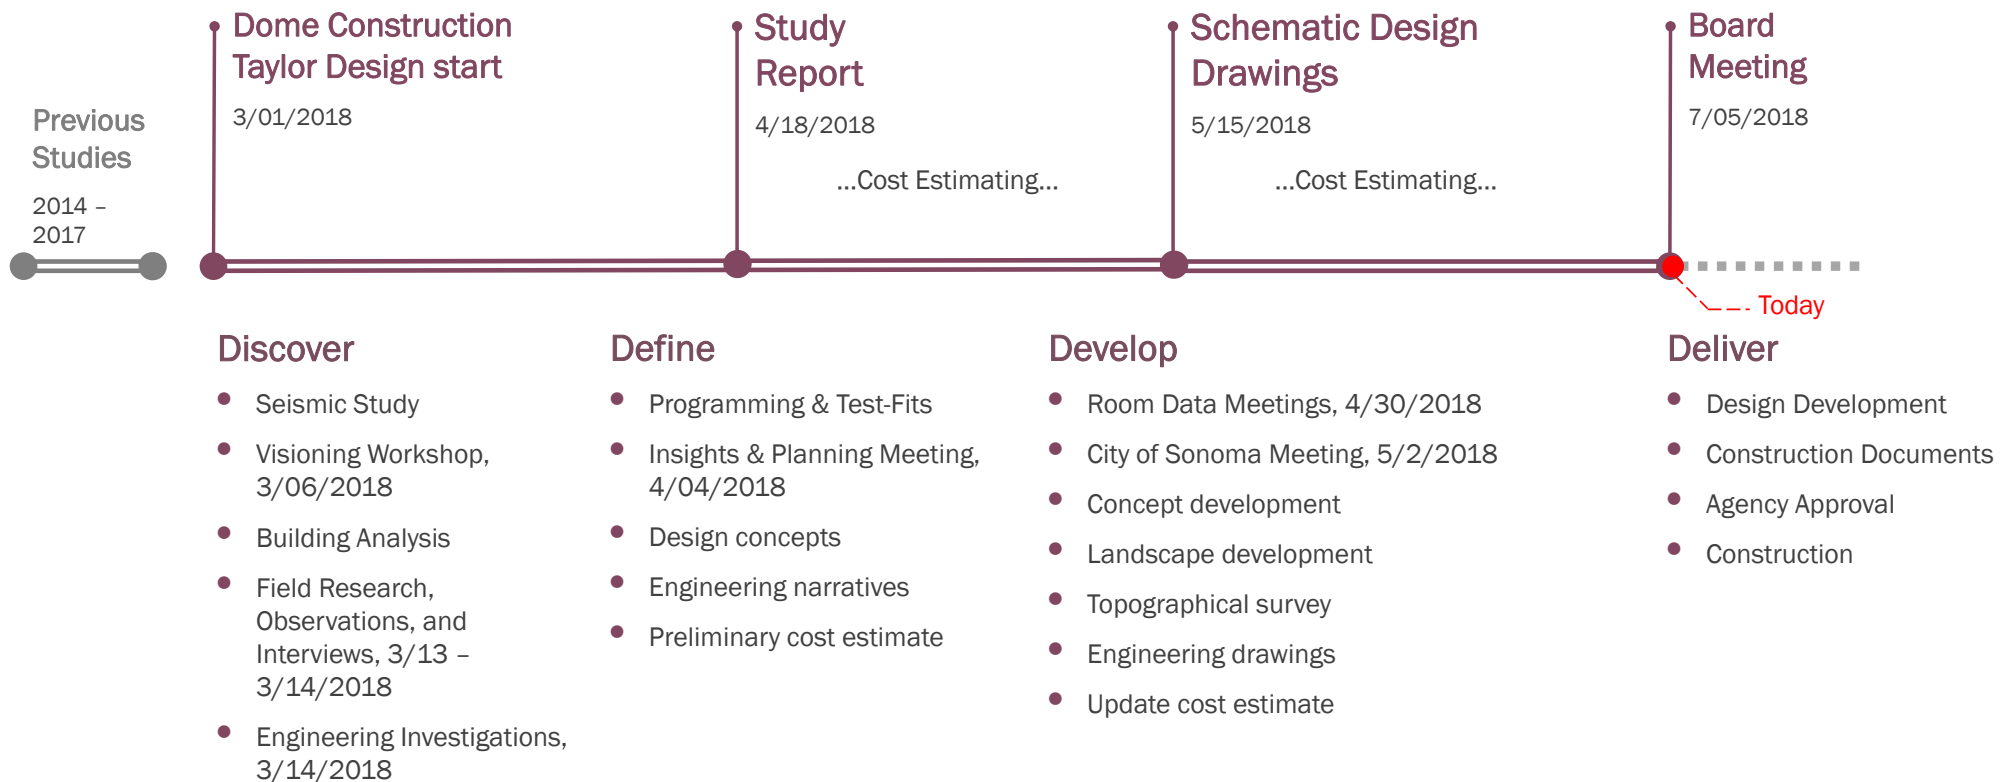 Previous
Studies
2014 –
2017
Dome Construction
Taylor Design start
3/01/2018
Study
Report
4/18/2018
...Cost Estimating...
Schematic Design
Drawings
5/15/2018
...Cost Estimating...
Board
Meeting
7/05/2018
Today
Discover
• Seismic Study
• Visioning Workshop,
3/06/2018
• Building Analysis
• Field Research,
Observations, and
Interviews, 3/13 –
3/14/2018
• Engineering Investigations,
3/14/2018
Define
• Programming & Test-Fits
• Insights & Planning Meeting,
4/04/2018
• Design concepts
• Engineering narratives
• Preliminary cost estimate
Develop
• Room Data Meetings, 4/30/2018
• City of Sonoma Meeting, 5/2/2018
• Concept development
• Landscape development
• Topographical survey
• Engineering drawings
• Update cost estimate
Deliver
• Design Development
• Construction Documents
• Agency Approval
• Construction